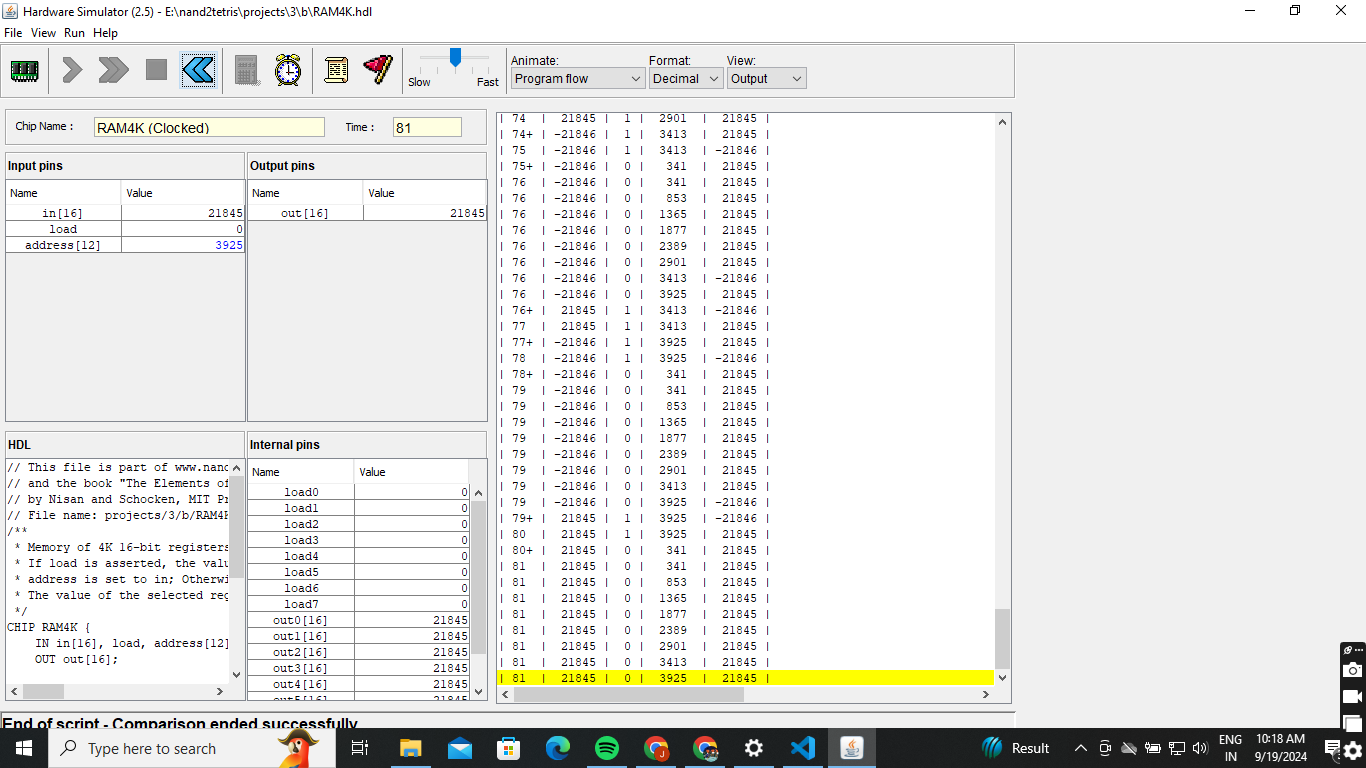 Hardware Simulator (2.5) - E:\nand2tetris\projects\3\b\RAM4K.hdl
File View Run Help
Slow Fast
Animate: Format: View:
Program flow Decimal Output
Chip Name : RAM4K (Clocked) Time : 81
Input pins
Name Value
in[16] 21845
load 0
address[12] 3925
Output pins
Name Value
out[16] 21845
HDL
// This file is part of www.nand
// and the book "The Elements of
// by Nisan and Schocken, MIT Pr
// File name: projects/3/b/RAM4K
/**
* Memory of 4K 16-bit registers
* If load is asserted, the valu
* address is set to in; Otherwi
* The value of the selected reg
*/
CHIP RAM4K {
IN in[16], load, address[12]
OUT out[16];
Internal pins
Name Value
load0 0
load1 0
load2 0
load3 0
load4 0
load5 0
load6 0
load7 0
out0[16] 21845
out1[16] 21845
out2[16] 21845
out3[16] 21845
out4[16] 21845
out5[16] 21845
| 74 | 21845 | 1 | 2901 | 21845 |
| 74+ | -21846 | 1 | 3413 | 21845 |
| 75 | -21846 | 1 | 3413 | -21846 |
| 75+ | -21846 | 0 | 341 | 21845 |
| 76 | -21846 | 0 | 341 | 21845 |
| 76 | -21846 | 0 | 853 | 21845 |
| 76 | -21846 | 0 | 1365 | 21845 |
| 76 | -21846 | 0 | 1877 | 21845 |
| 76 | -21846 | 0 | 2389 | 21845 |
| 76 | -21846 | 0 | 2901 | 21845 |
| 76 | -21846 | 0 | 3413 | -21846 |
| 76 | -21846 | 0 | 3925 | 21845 |
| 76+ | 21845 | 1 | 3413 | -21846 |
| 77 | 21845 | 1 | 3413 | 21845 |
| 77+ | -21846 | 1 | 3925 | 21845 |
| 78 | -21846 | 1 | 3925 | -21846 |
| 78+ | -21846 | 0 | 341 | 21845 |
| 79 | -21846 | 0 | 341 | 21845 |
| 79 | -21846 | 0 | 853 | 21845 |
| 79 | -21846 | 0 | 1365 | 21845 |
| 79 | -21846 | 0 | 1877 | 21845 |
| 79 | -21846 | 0 | 2389 | 21845 |
| 79 | -21846 | 0 | 2901 | 21845 |
| 79 | -21846 | 0 | 3413 | 21845 |
| 79 | -21846 | 0 | 3925 | -21846 |
| 79+ | 21845 | 1 | 3925 | -21846 |
| 80 | 21845 | 1 | 3925 | 21845 |
| 80+ | 21845 | 0 | 341 | 21845 |
| 81 | 21845 | 0 | 341 | 21845 |
| 81 | 21845 | 0 | 853 | 21845 |
| 81 | 21845 | 0 | 1365 | 21845 |
| 81 | 21845 | 0 | 1877 | 21845 |
| 81 | 21845 | 0 | 2389 | 21845 |
| 81 | 21845 | 0 | 2901 | 21845 |
| 81 | 21845 | 0 | 3413 | 21845 |
| 81 | 21845 | 0 | 3925 | 21845 |
End of script - Comparison ended successfully
Type here to search
Result
ENG
IN
10:18 AM
9/19/2024